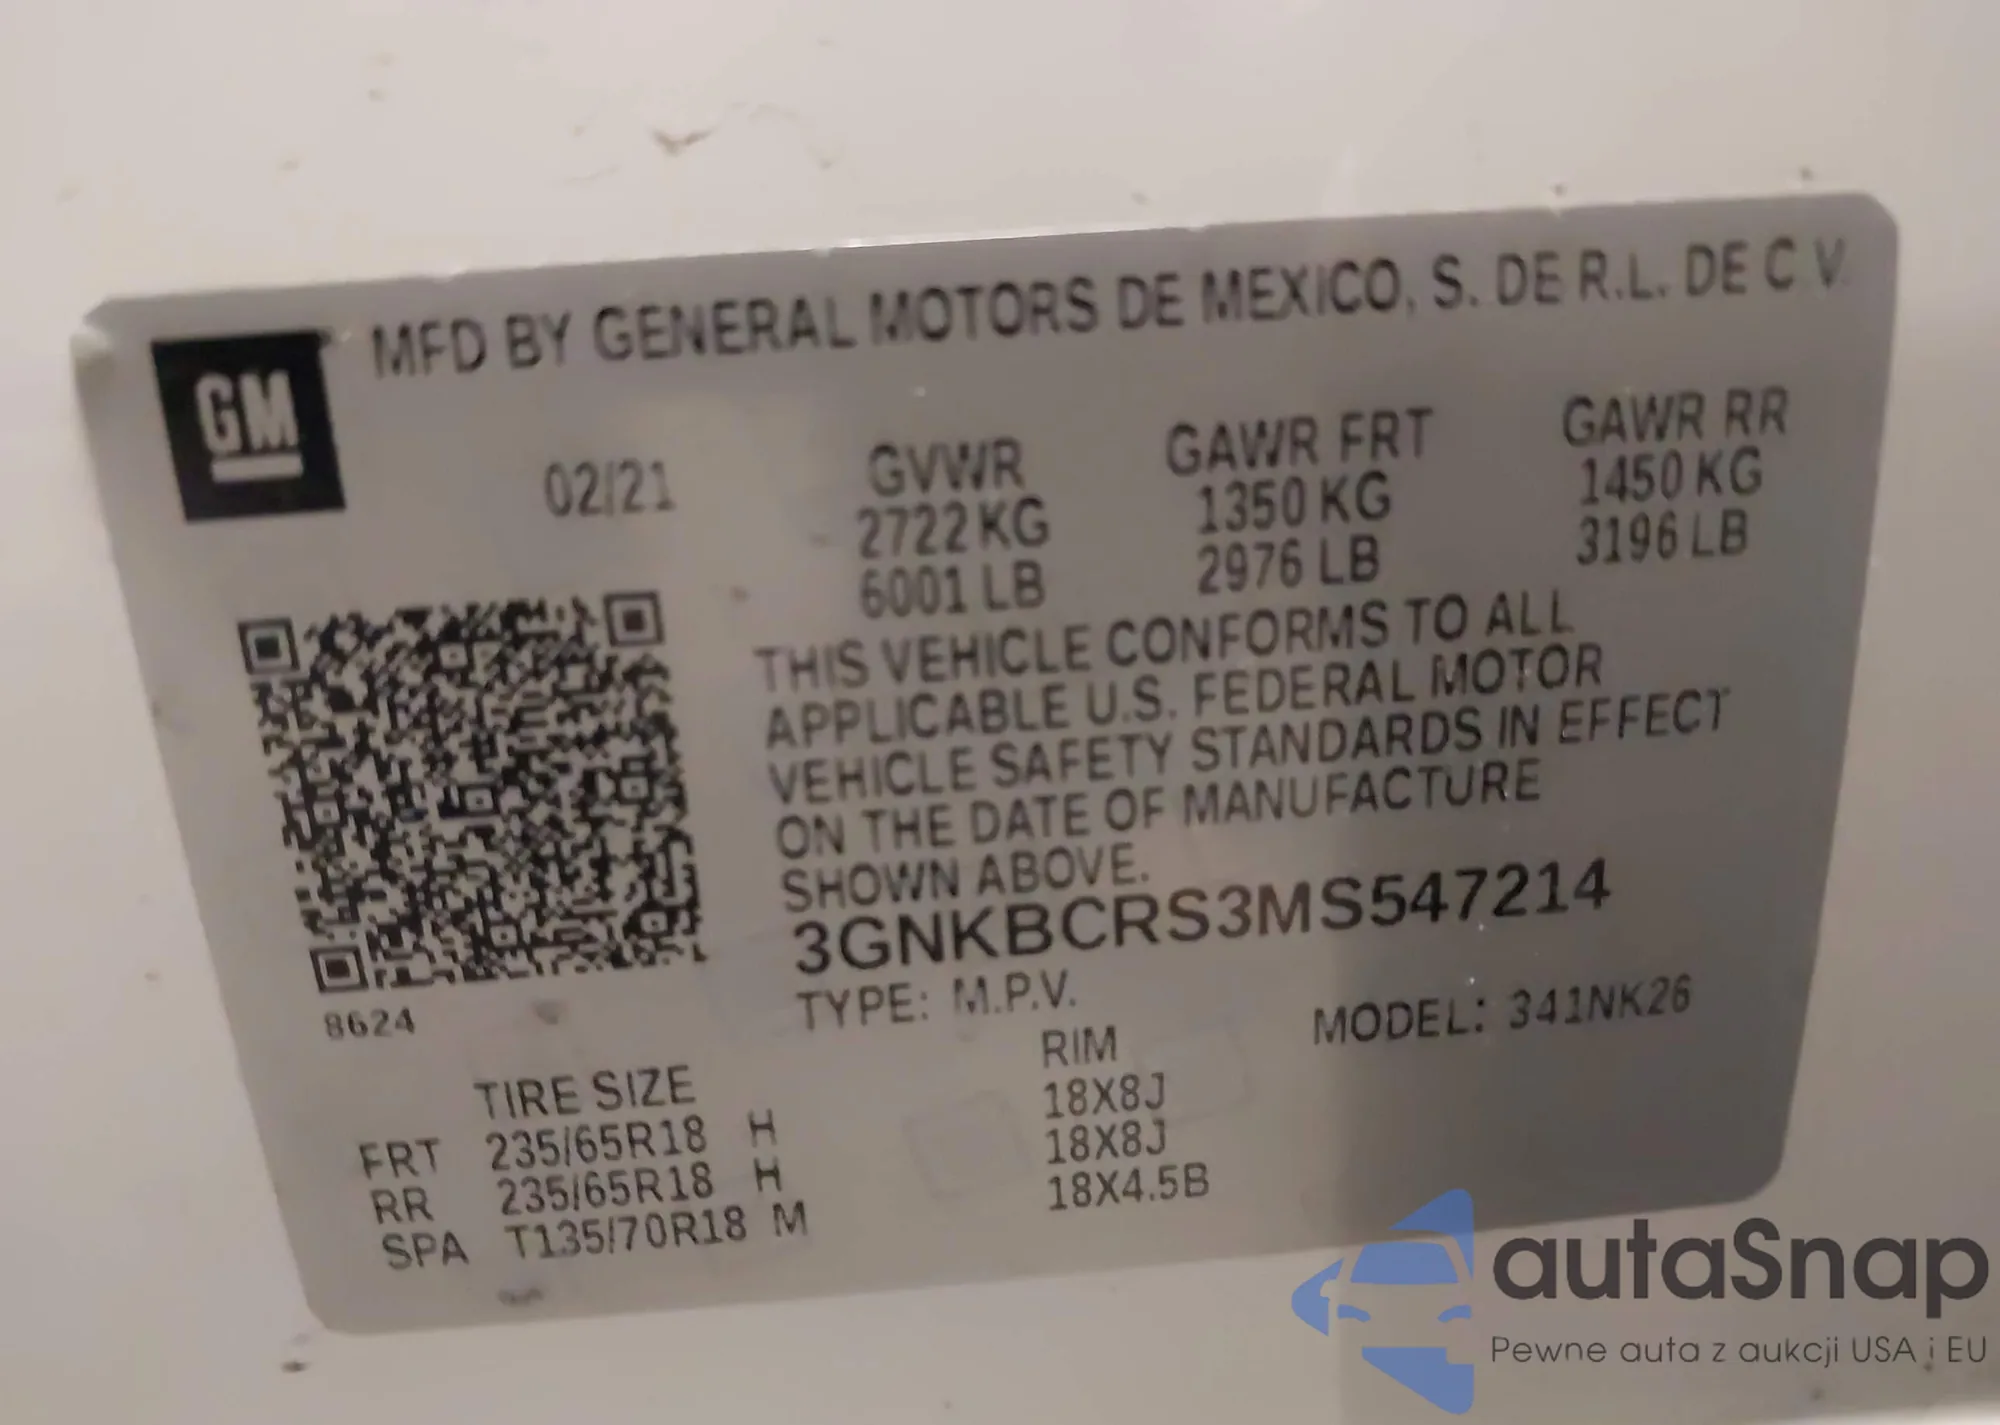 GM
MFD BY GENERAL MOTORS DE MEXICO, S. DE R.L. DE C V.
02/21
GVWR
2722 KG
6001 LB
GAWR FRT
1350 KG
2976 LB
GAWR RR
1450 KG
3196 LB
THIS VEHICLE CONFORMS TO ALL
APPLICABLE U.S. FEDERAL MOTOR
VEHICLE SAFETY STANDARDS IN EFFECT
ON THE DATE OF MANUFACTURE
SHOWN ABOVE.
3GNKBCRS3MS547214
8624
TYPE: M.P.V.
MODEL: 341NK26
TIRE SIZE RIM
FRT 235/65R18 H 18X8J
RR 235/65R18 H 18X8J
SPA T135/70R18 M 18X4.5B
autaSnap
Pewne auta z aukcji USA i EU